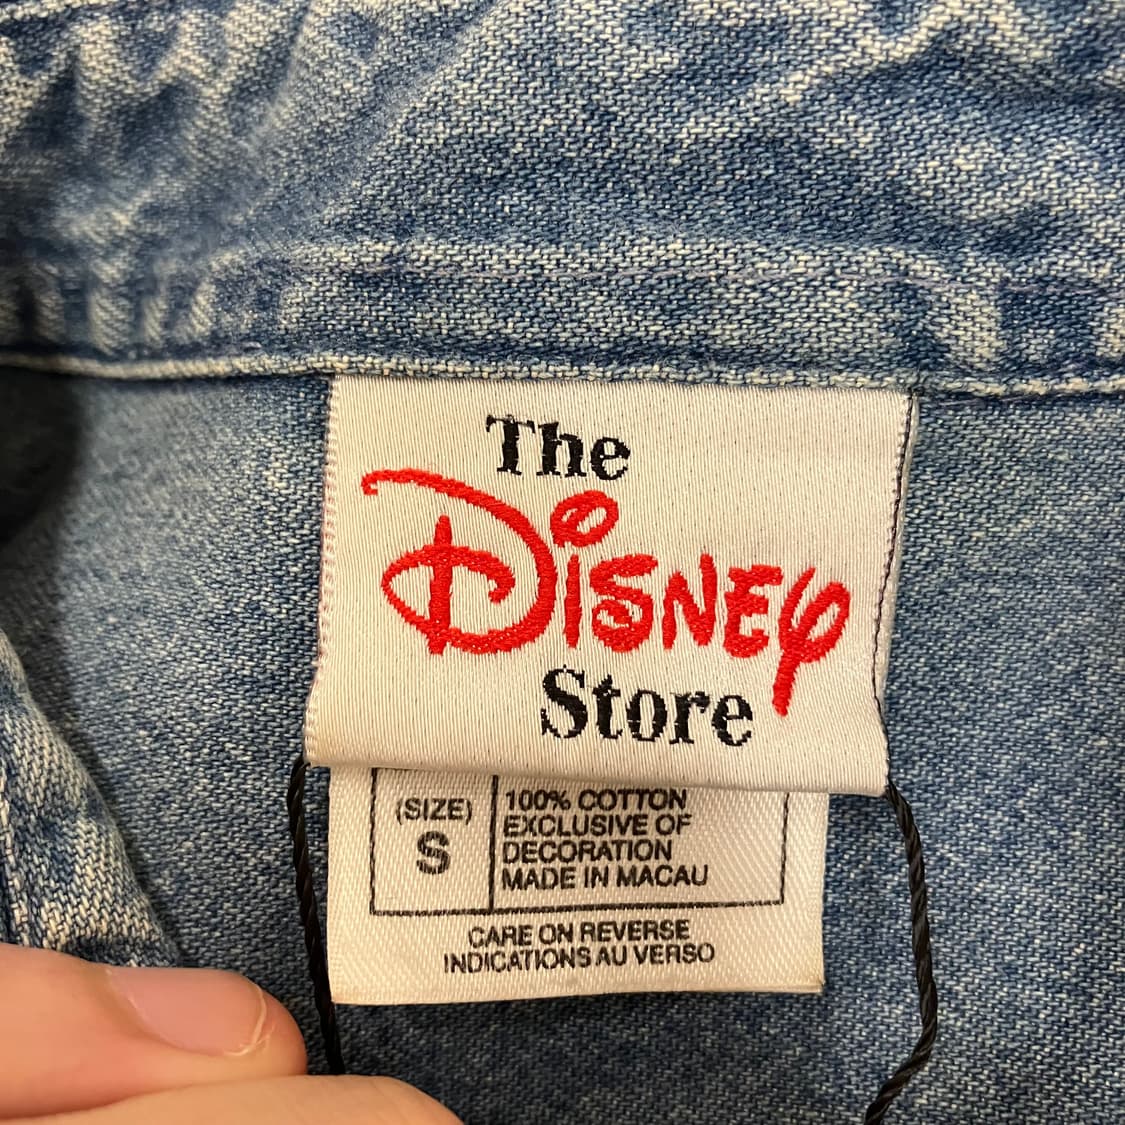 The
Disney
Store
(SIZE)
S
100% COTTON
EXCLUSIVE OF
DECORATION
MADE IN MACAU
CARE ON REVERSE
INDICATIONS AU VERSO